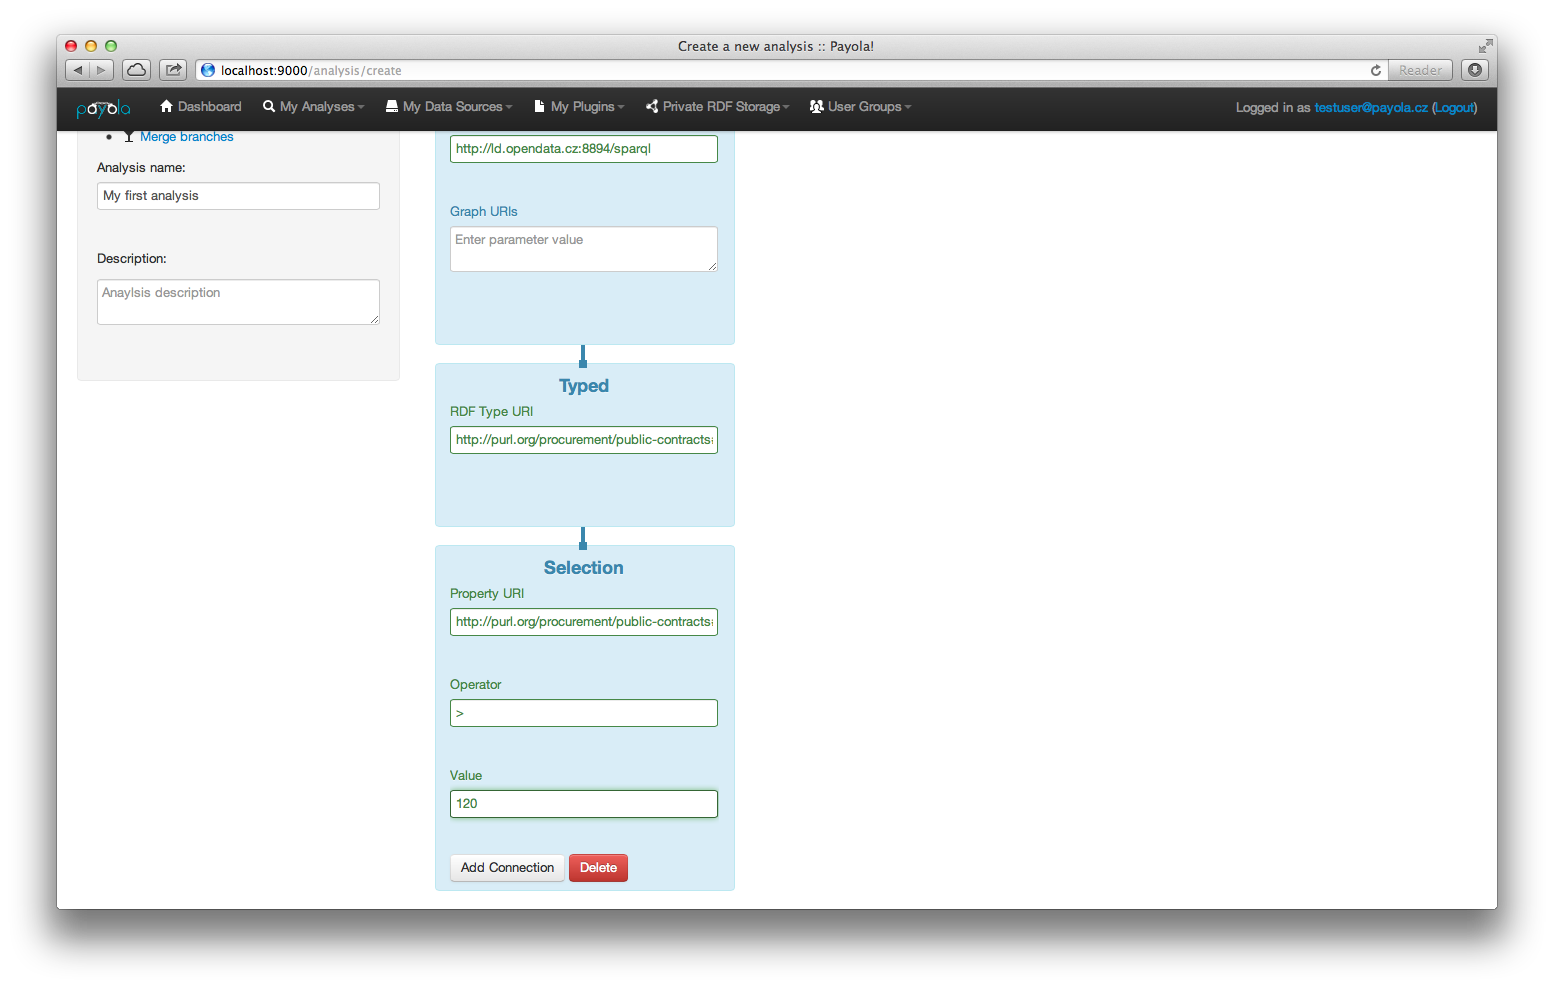 Create a new analysis :: Payola!
localhost:9000/analysis/create
Reader
payola
Dashboard
My Analyses
My Data Sources
My Plugins
Private RDF Storage
User Groups
Logged in as testuser@payola.cz (Logout)
Merge branches
Analysis name:
My first analysis
Description:
Anaylsis description
http://ld.opendata.cz:8894/sparql
Graph URIs
Enter parameter value
Typed
RDF Type URI
http://purl.org/procurement/public-contracts
Selection
Property URI
http://purl.org/procurement/public-contracts
Operator
>
Value
120
Add Connection
Delete